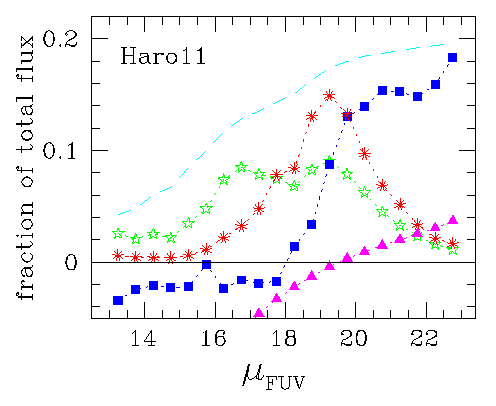 Haro11
fraction of total flux
0.2
0.1
0
14 16 18 20 22
μFUV